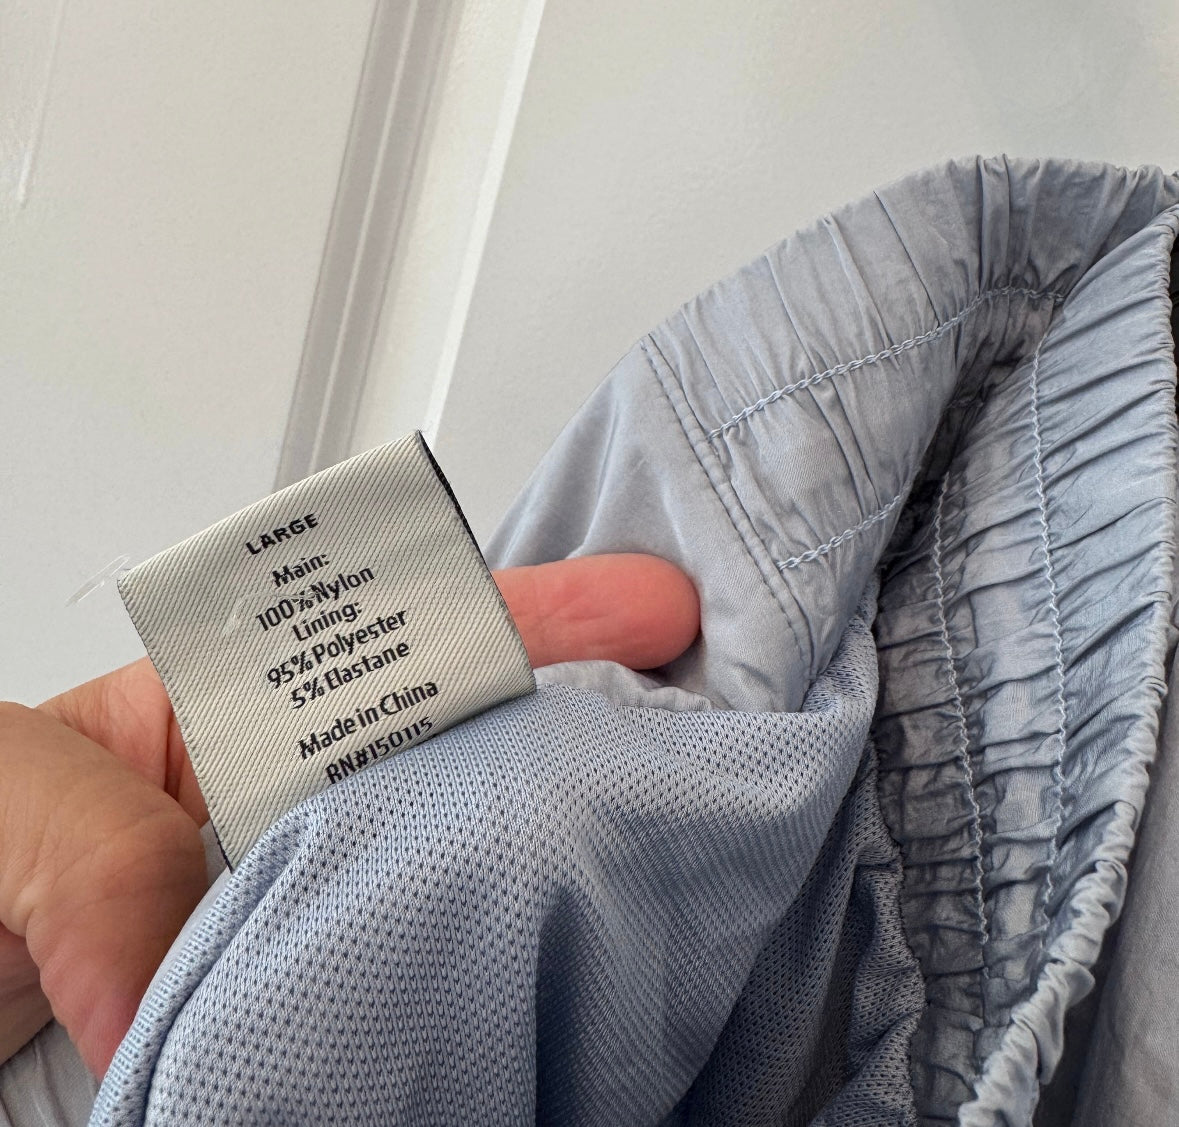 LARGE
Main:
100% Nylon
Lining:
95% Polyester
5% Elastane
Made in China
RN#150115